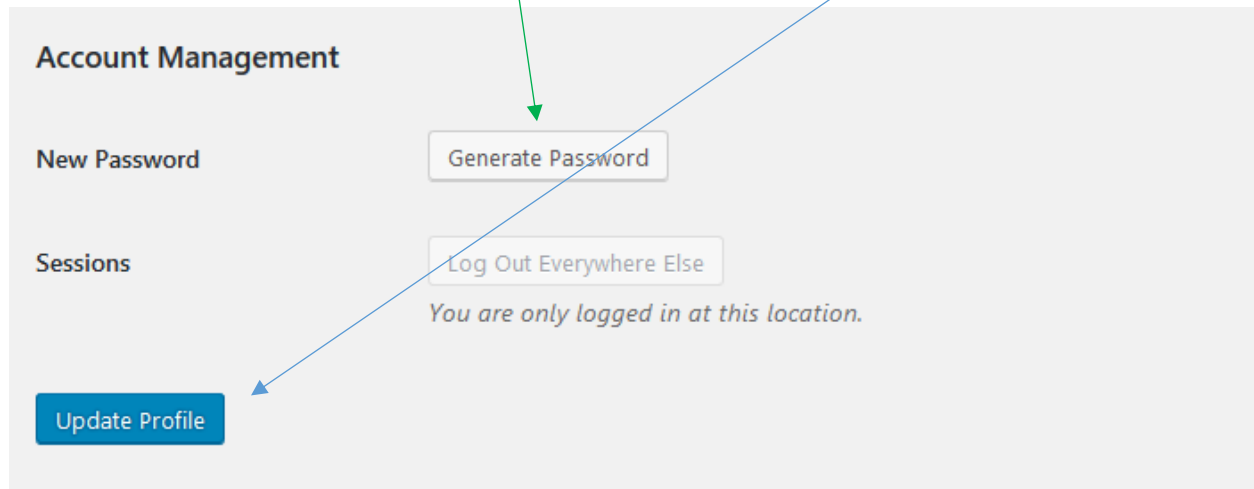 Account Management
New Password
Generate Password
Sessions
Log Out Everywhere Else
You are only logged in at this location.
Update Profile